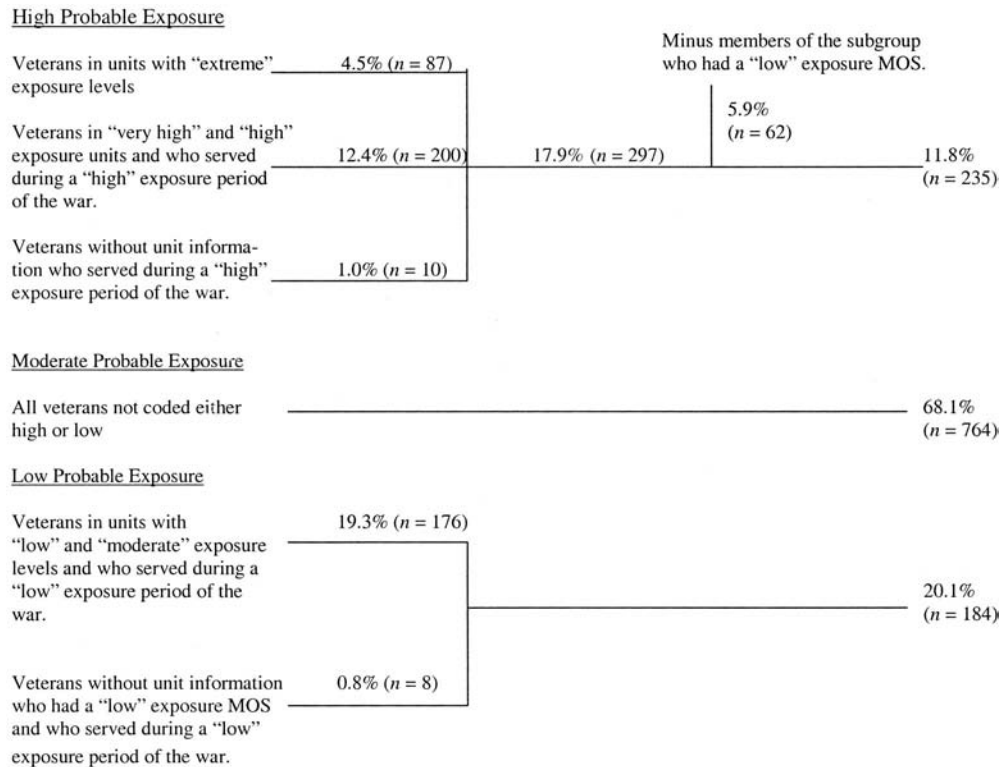 High Probable Exposure
Minus members of the subgroup
who had a “low” exposure MOS.
Veterans in units with “extreme”
exposure levels
4.5% (n = 87)
5.9%
(n = 62)
Veterans in “very high” and “high”
exposure units and who served
during a “high” exposure period
of the war.
12.4% (n = 200)
17.9% (n = 297)
11.8%
(n = 235)
Veterans without unit informa-
tion who served during a “high”
exposure period of the war.
1.0% (n = 10)
Moderate Probable Exposure
All veterans not coded either
high or low
68.1%
(n = 764)
Low Probable Exposure
Veterans in units with
“low” and “moderate” exposure
levels and who served during a
“low” exposure period of the
war.
19.3% (n = 176)
20.1%
(n = 184)
Veterans without unit information
who had a “low” exposure MOS
and who served during a “low”
exposure period of the war.
0.8% (n = 8)